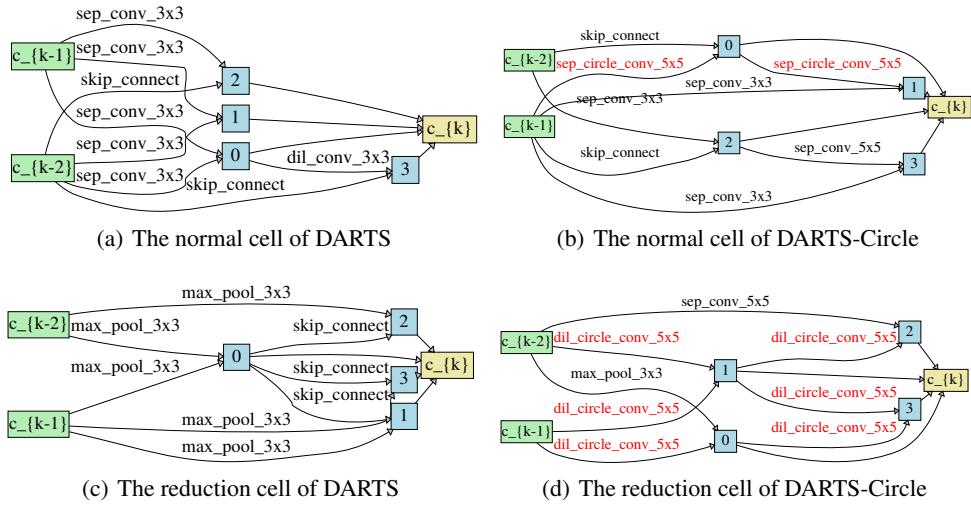 sep_conv_3x3
c_{k-1}
sep_conv_3x3
skip_connect
2
sep_conv_3x3
1
c_{k}
sep_conv_3x3
0
dil_conv_3x3
c_{k-2}
sep_conv_3x3
skip_connect
3
(a) The normal cell of DARTS
skip_connect
0
c_{k-2}
sep_circle_conv_5x5
sep_circle_conv_5x5
sep_conv_3x3
sep_conv_3x3
1
c_{k}
c_{k-1}
skip_connect
2
sep_conv_5x5
3
sep_conv_3x3
(b) The normal cell of DARTS-Circle
max_pool_3x3
c_{k-2}
max_pool_3x3
skip_connect
2
0
c_{k}
max_pool_3x3
skip_connect
3
skip_connect
c_{k-1}
max_pool_3x3
1
max_pool_3x3
(c) The reduction cell of DARTS
sep_conv_5x5
c_{k-2}
dil_circle_conv_5x5
dil_circle_conv_5x5
2
max_pool_3x3
1
c_{k}
dil_circle_conv_5x5
dil_circle_conv_5x5
3
c_{k-1}
dil_circle_conv_5x5
0
dil_circle_conv_5x5
(d) The reduction cell of DARTS-Circle